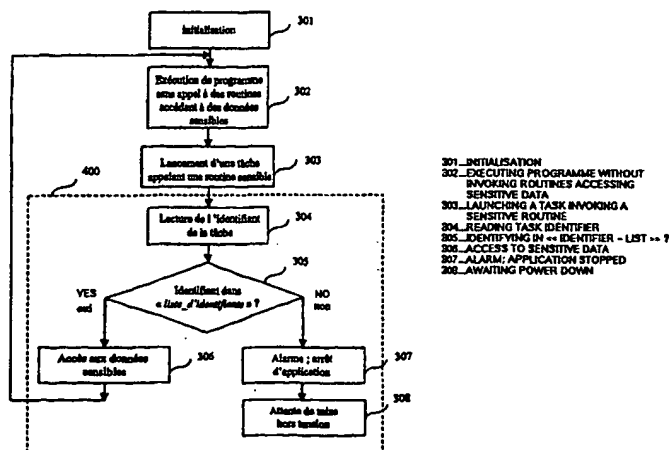 301
Initialisation
Exécution de programme
sans appel à des routines
accédant à des données
sensibles
302
303
Lancement d'une tâche
appelant une routine sensible
400
Lecture de l'identifiant
de la tâche
304
305
YES
oui
Identifiant dans
« liste_d'identifiants » ?
NO
non
Accès aux données
sensibles
306
Alarme ; arrêt
d'application
307
Attente de mise
hors tension
308
301_INITIALISATION
302_EXECUTING PROGRAMME WITHOUT
INVOKING ROUTINES ACCESSING
SENSITIVE DATA
303_LAUNCHING A TASK INVOKING A
SENSITIVE ROUTINE
304_READING TASK IDENTIFIER
305_IDENTIFYING IN << IDENTIFIER - LIST >> ?
306_ACCESS TO SENSITIVE DATA
307_ALARM; APPLICATION STOPPED
308_AWAITING POWER DOWN